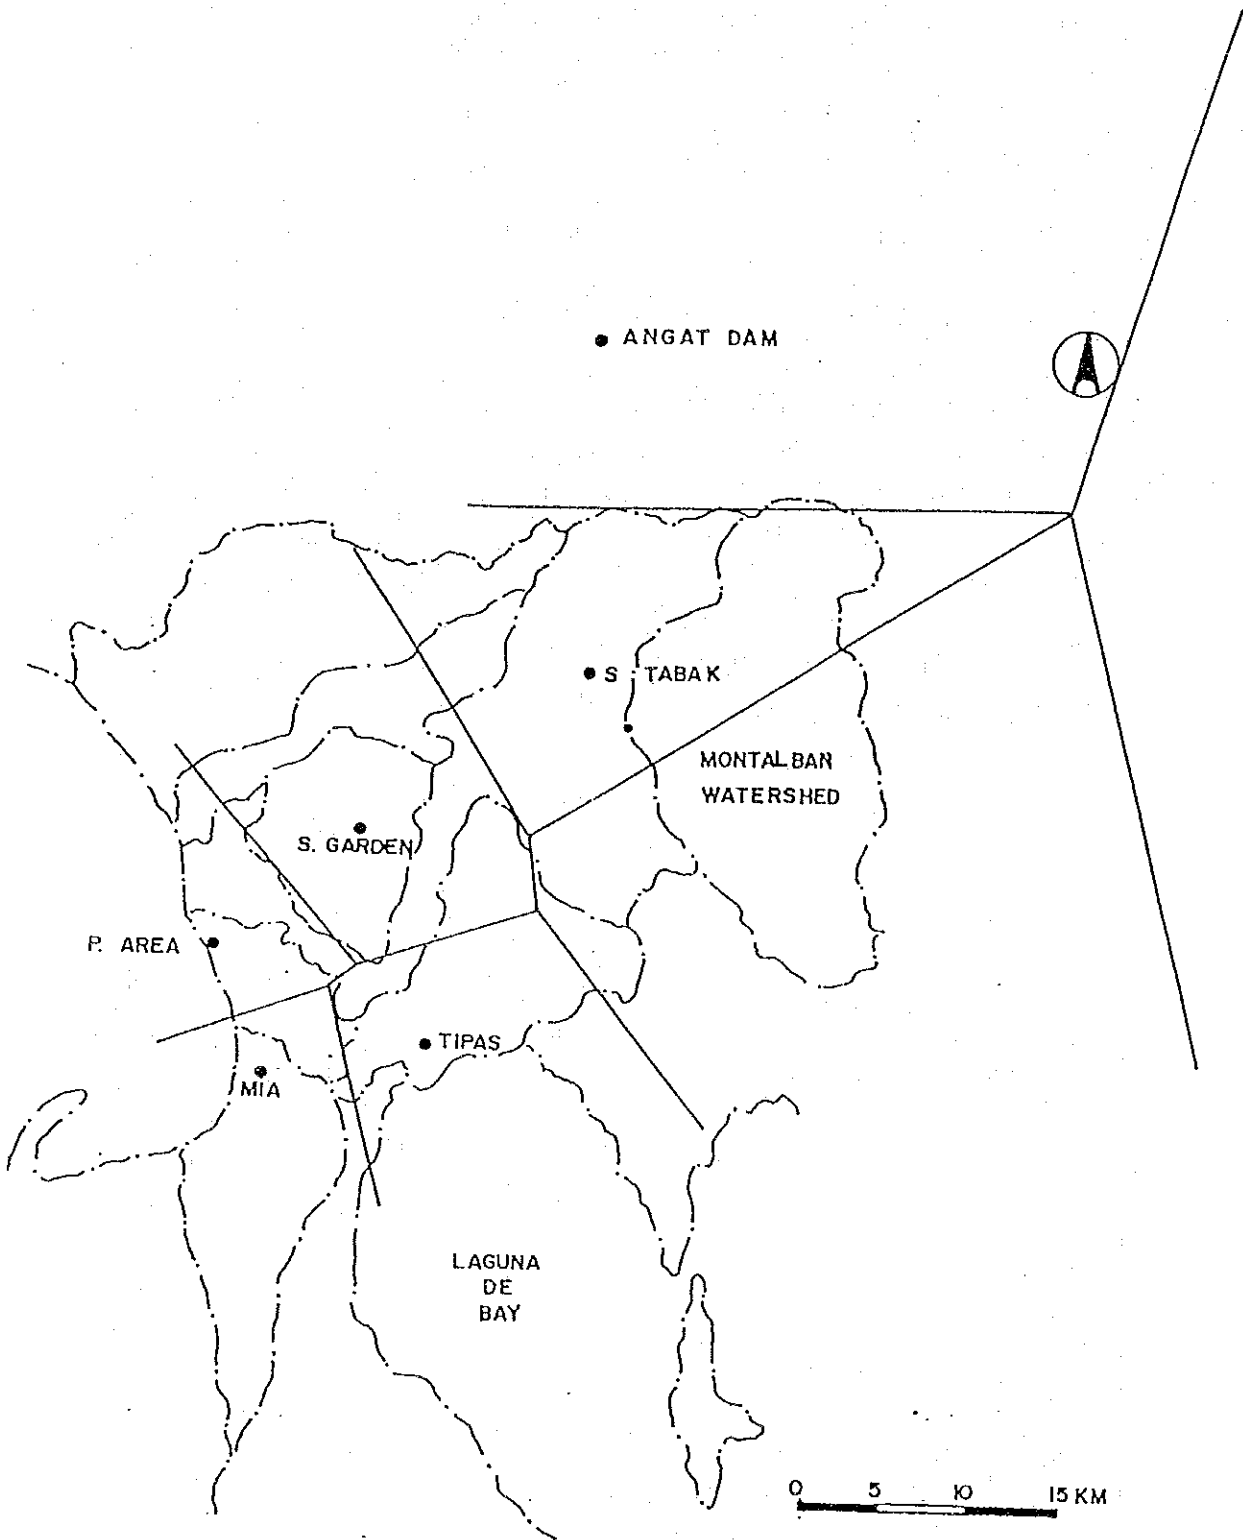 ANGAT DAM
S. TABAK
MONTALBAN
WATERSHED
S. GARDEN
P. AREA
TIPAS
MIA
LAGUNA
DE
BAY
0 5 10 15 KM